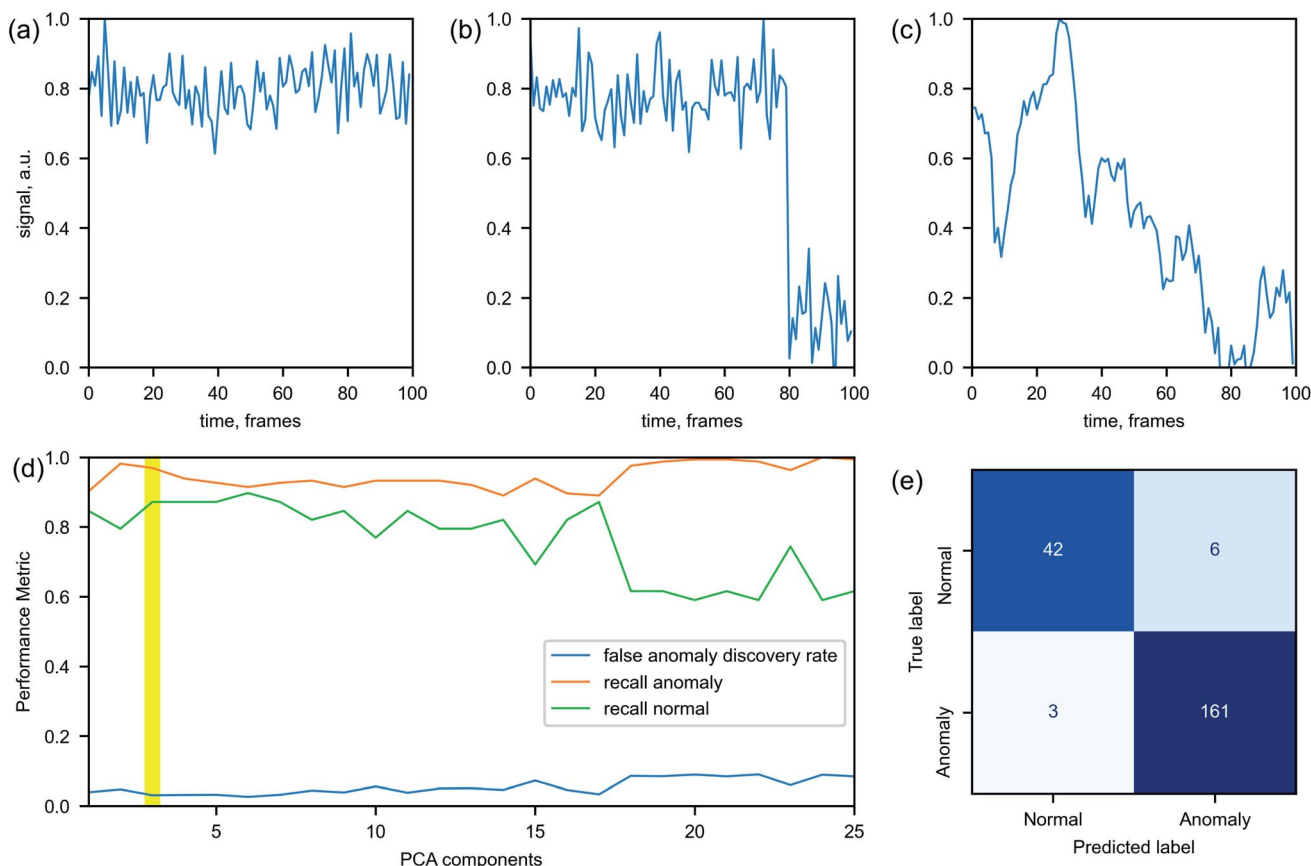 (a)
signal, a.u.
1.0
0.8
0.6
0.4
0.2
0.0
0 20 40 60 80 100
time, frames
(b)
1.0
0.8
0.6
0.4
0.2
0.0
0 20 40 60 80 100
time, frames
(c)
1.0
0.8
0.6
0.4
0.2
0.0
0 20 40 60 80 100
time, frames
(d)
Performance Metric
1.0
0.8
0.6
0.4
0.2
0.0
false anomaly discovery rate
recall anomaly
recall normal
5 10 15 20 25
PCA components
(e)
True label
Normal
Anomaly
42 6
3 161
Normal Anomaly
Predicted label